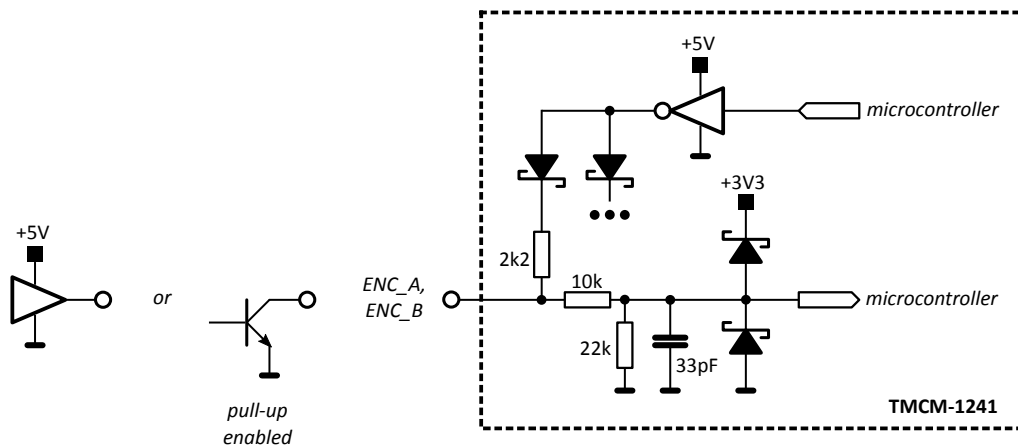 +5V
microcontroller
+3V3
+5V
2k2
or
ENC_A,
ENC_B
10k
microcontroller
22k
33pF
pull-up
enabled
TMCM-1241